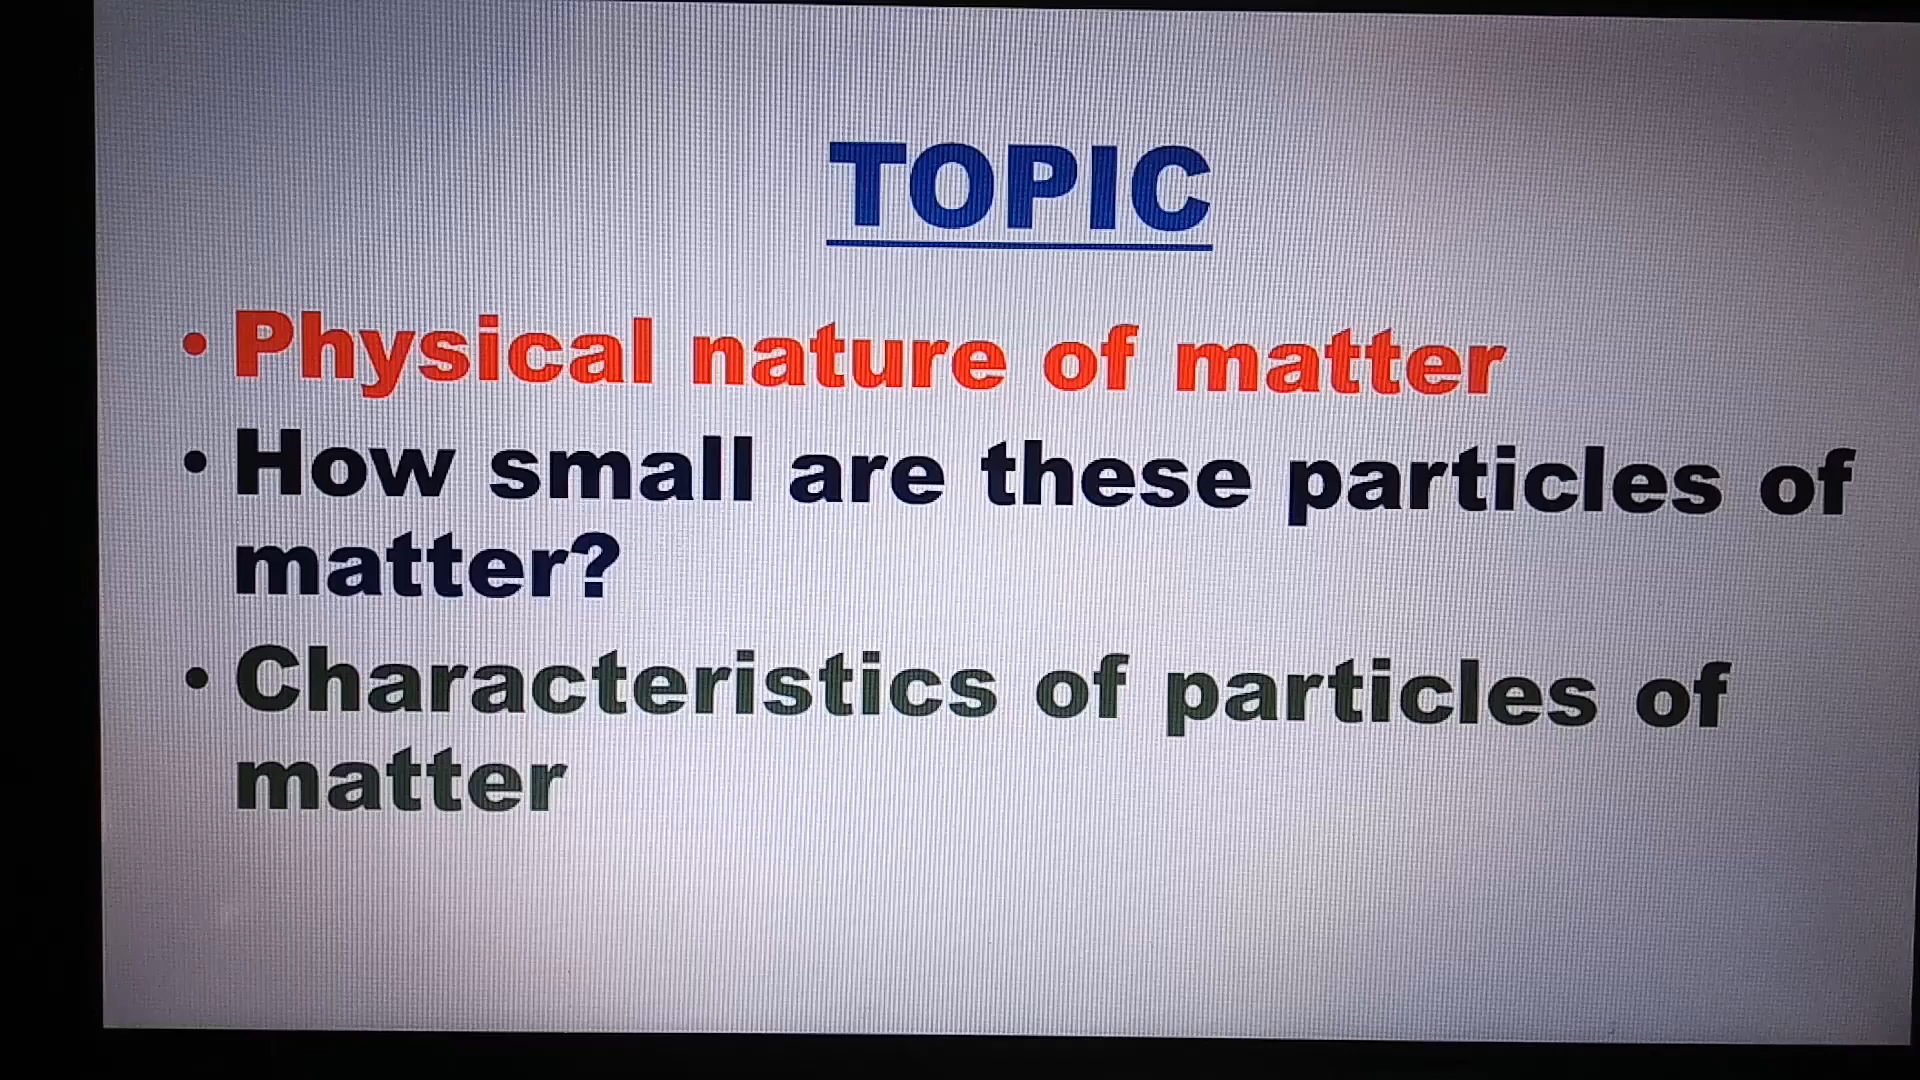 TOPIC
• Physical nature of matter
• How small are these particles of
matter?
• Characteristics of particles of
matter